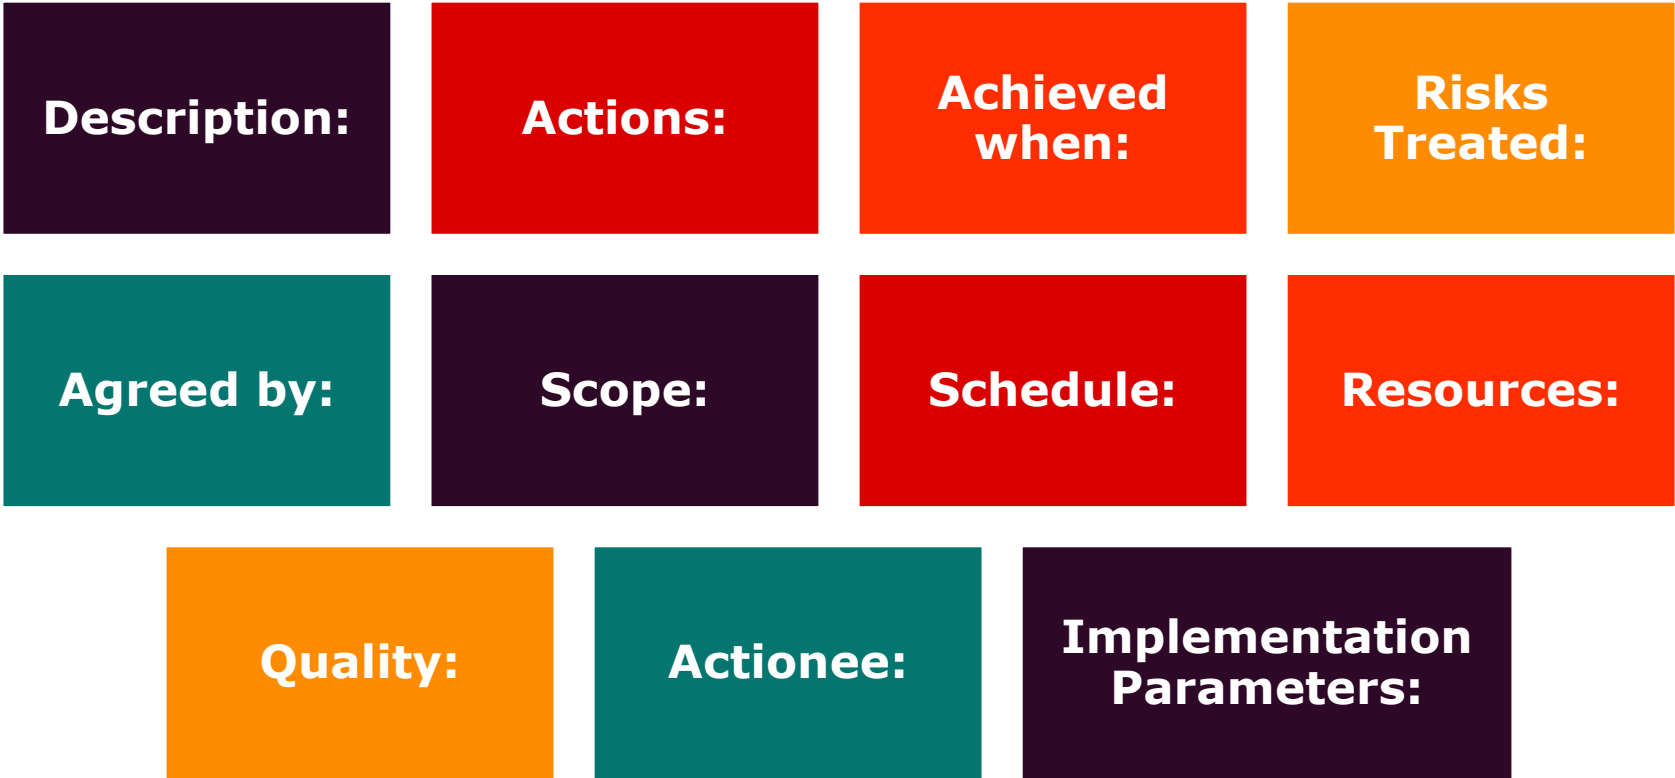 Description:
Actions:
Achieved
when:
Risks
Treated:
Agreed by:
Scope:
Schedule:
Resources:
Quality:
Actionee:
Implementation
Parameters: